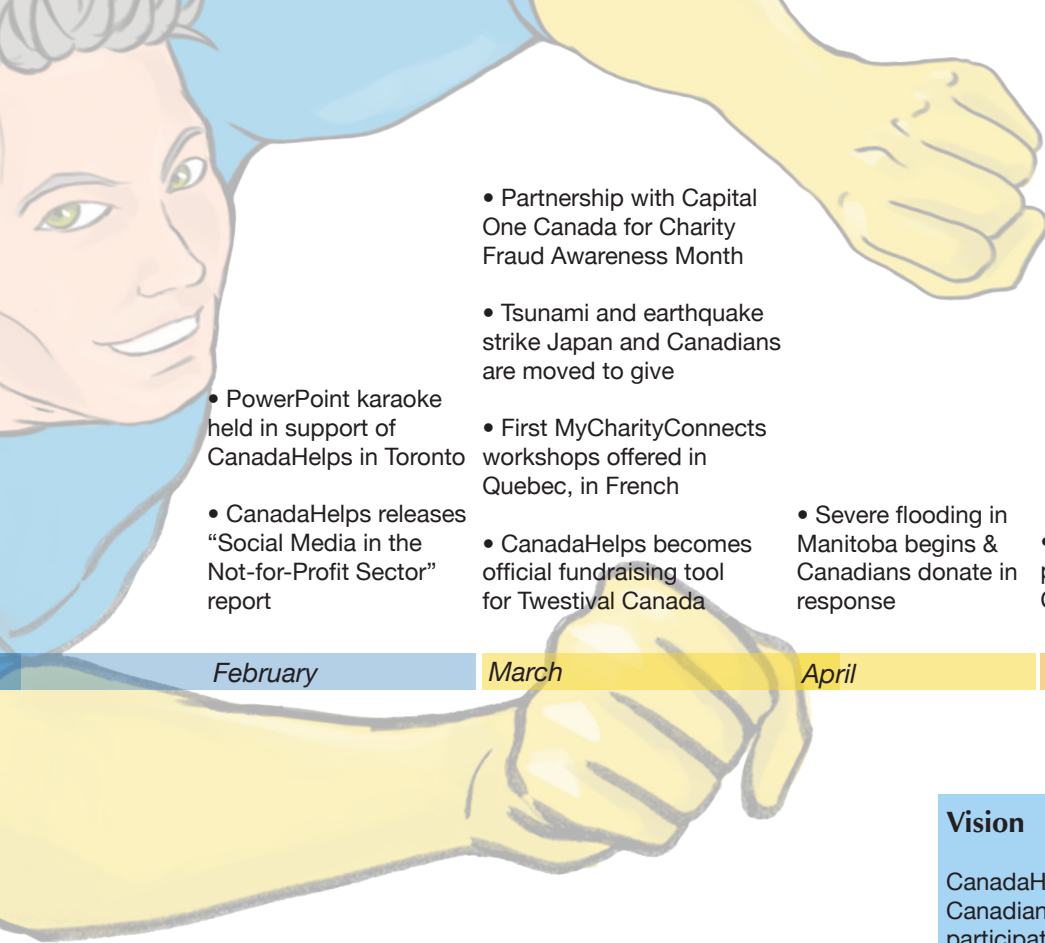 • PowerPoint karaoke
held in support of
CanadaHelps in Toronto
• CanadaHelps releases
“Social Media in the
Not-for-Profit Sector”
report
February
• Partnership with Capital
One Canada for Charity
Fraud Awareness Month
• Tsunami and earthquake
strike Japan and Canadians
are moved to give
• First MyCharityConnects
workshops offered in
Quebec, in French
• CanadaHelps becomes
official fundraising tool
for Twestival Canada
March
• Severe flooding in
Manitoba begins &
Canadians donate in
response
April
Vision